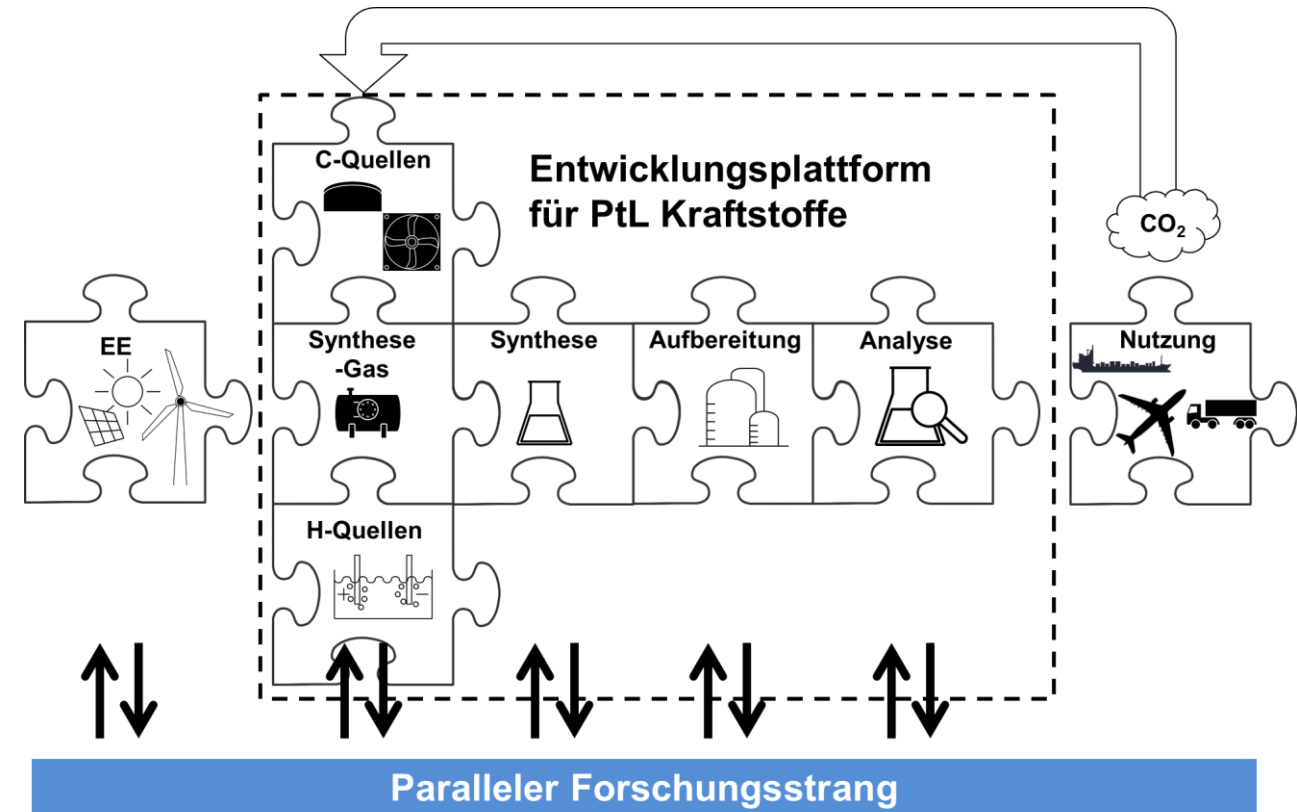 C-Quellen
Entwicklungsplattform
für PtL Kraftstoffe
CO₂
EE
Synthese
-Gas
Synthese
Aufbereitung
Analyse
Nutzung
H-Quellen
+
−
Paralleler Forschungsstrang